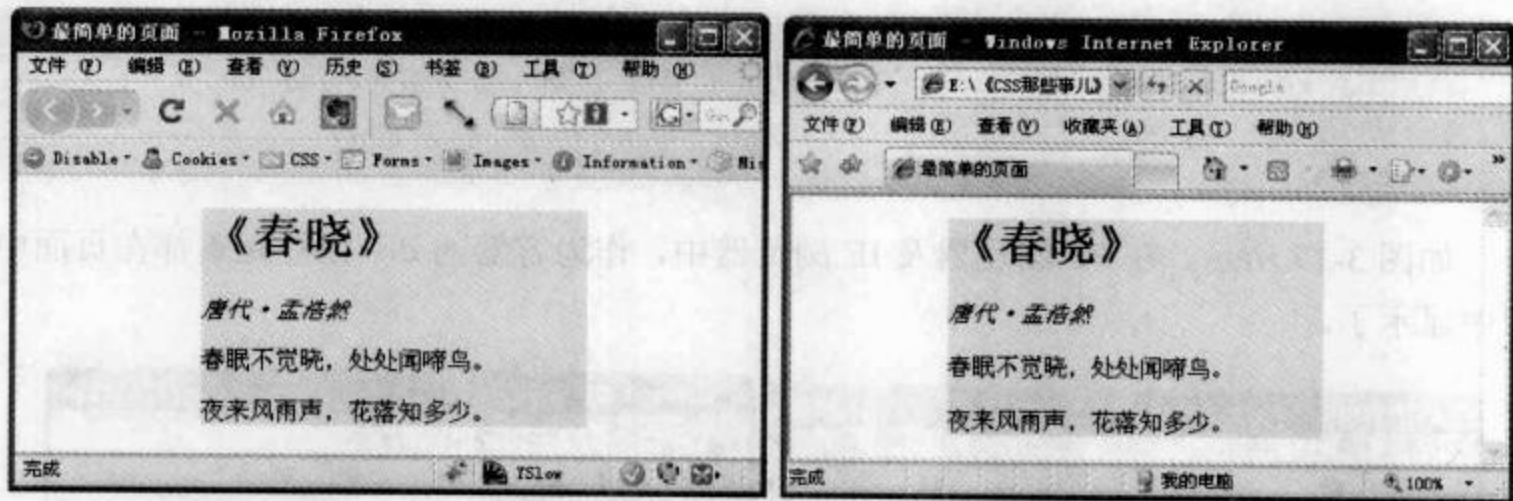 最简单的页面 - Mozilla Firefox
文件(F) 编辑(E) 查看(V) 历史(S) 书签(B) 工具(T) 帮助(H)
Disable Cookies CSS Forms Images Information Mis
《春晓》
唐代·孟浩然
春眠不觉晓，处处闻啼鸟。
夜来风雨声，花落知多少。
完成 YSlow
最简单的页面 - Windows Internet Explorer
E:\《CSS那些事儿》 Google
文件(F) 编辑(E) 查看(V) 收藏夹(A) 工具(T) 帮助(H)
最简单的页面
《春晓》
唐代·孟浩然
春眠不觉晓，处处闻啼鸟。
夜来风雨声，花落知多少。
完成 我的电脑 100%